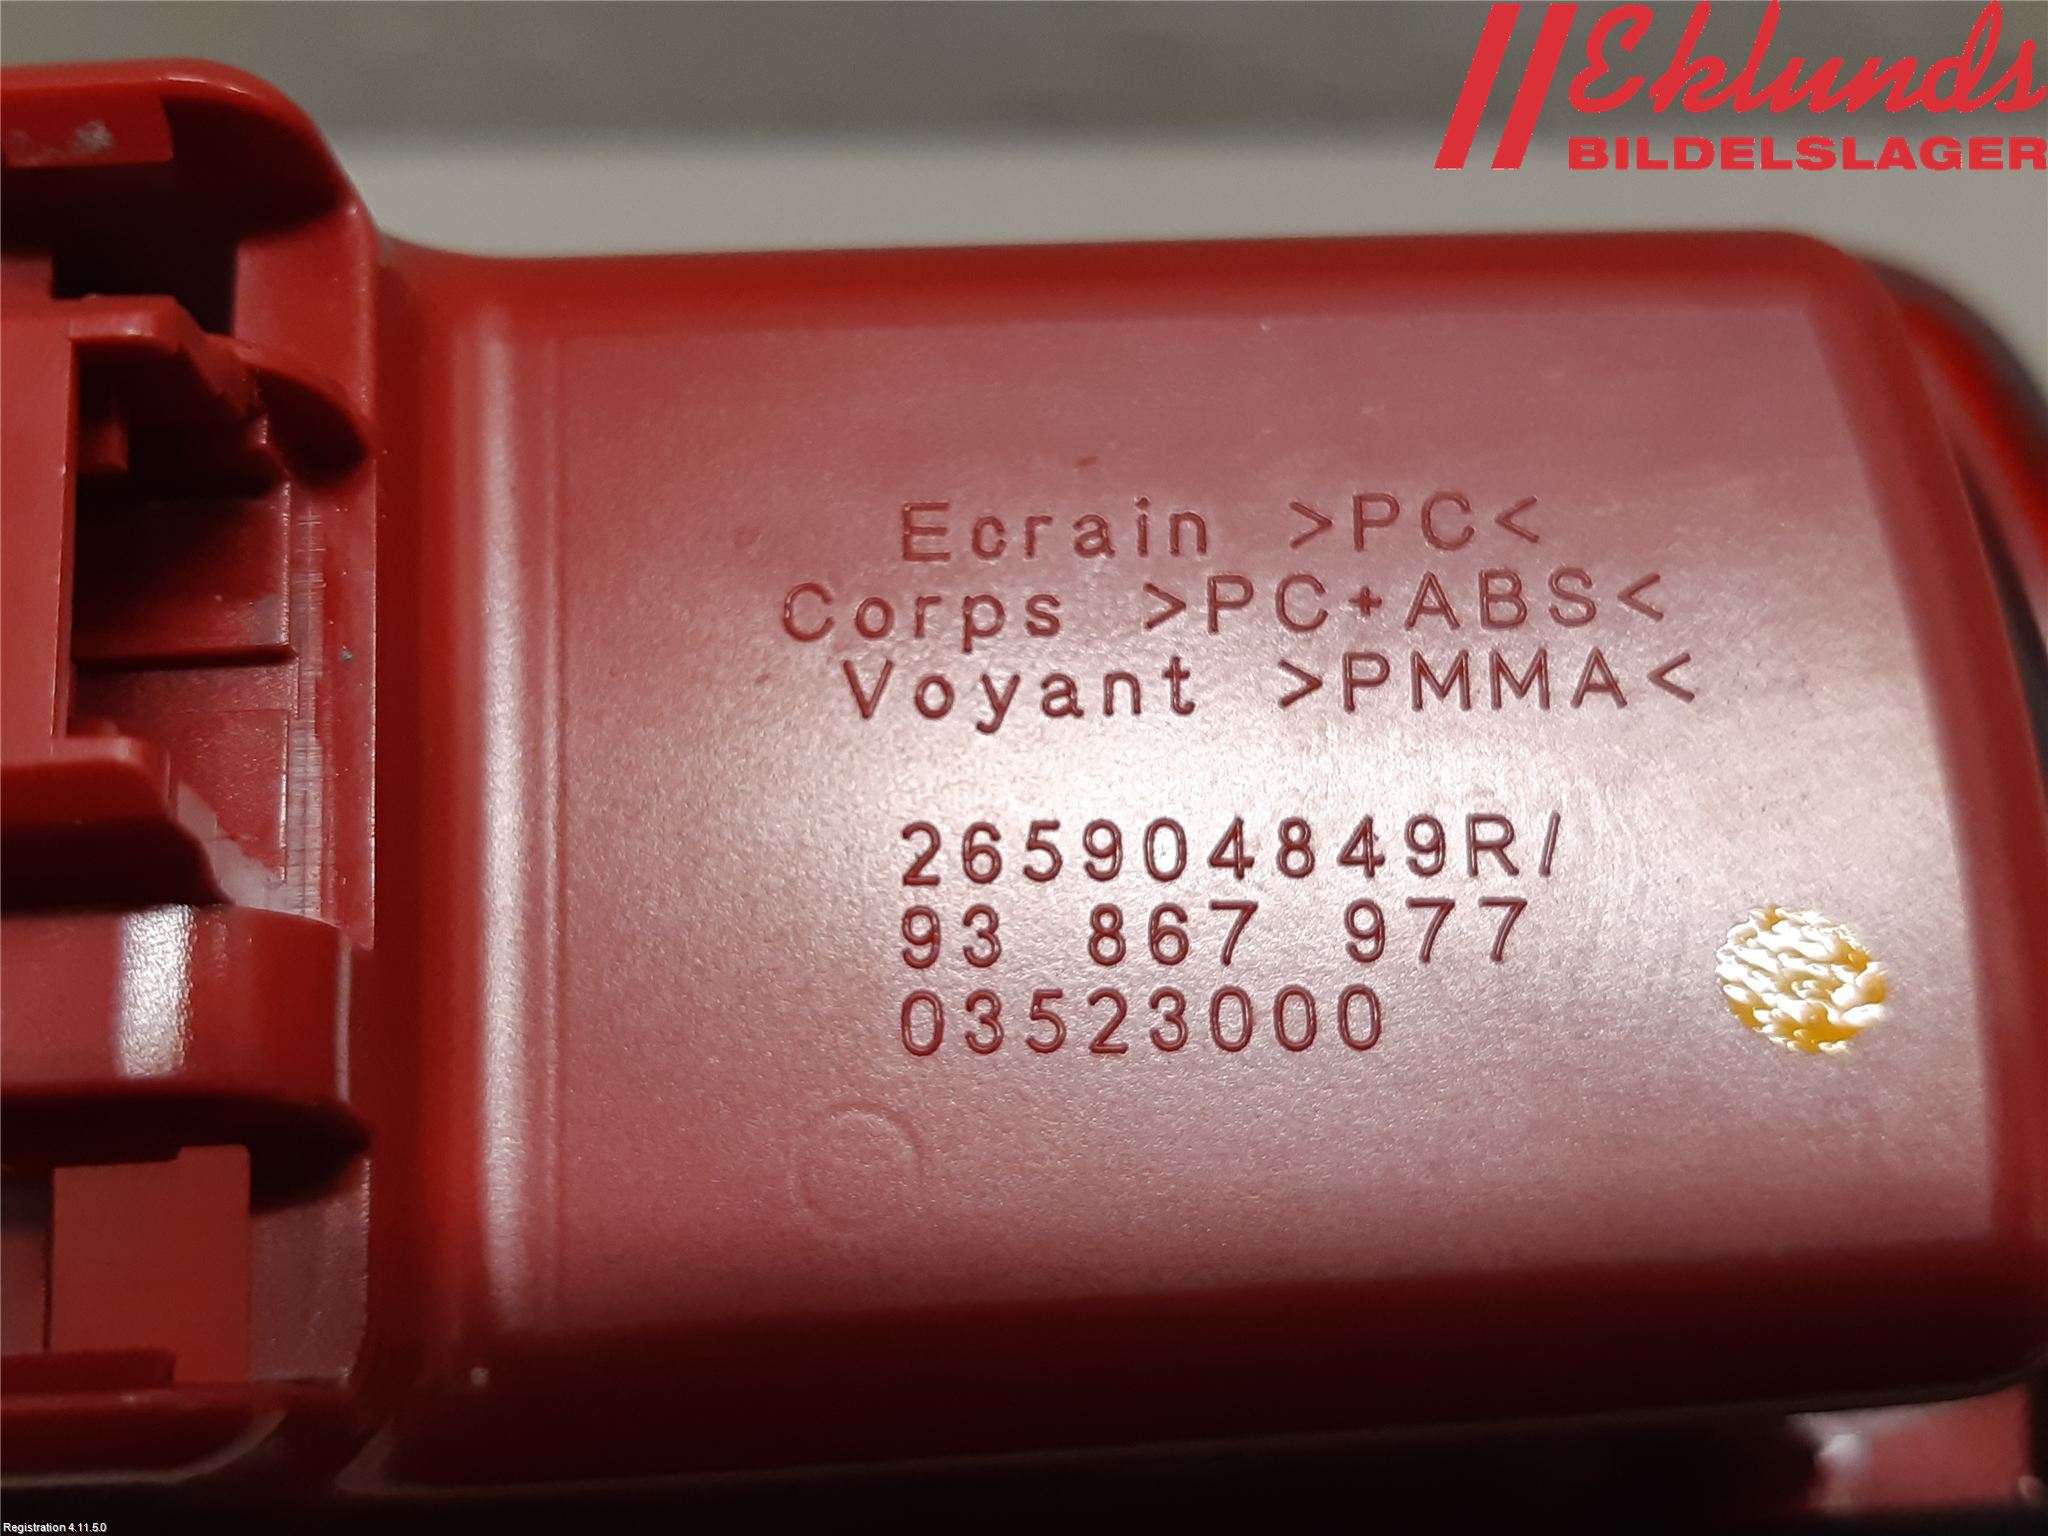 Eklunds
BILDELSLAGER
Ecrain >PC<
Corps >PC+ABS<
Voyant >PMMA<
265904849R/
93 867 977
03523000
Registration 4.11.5.0